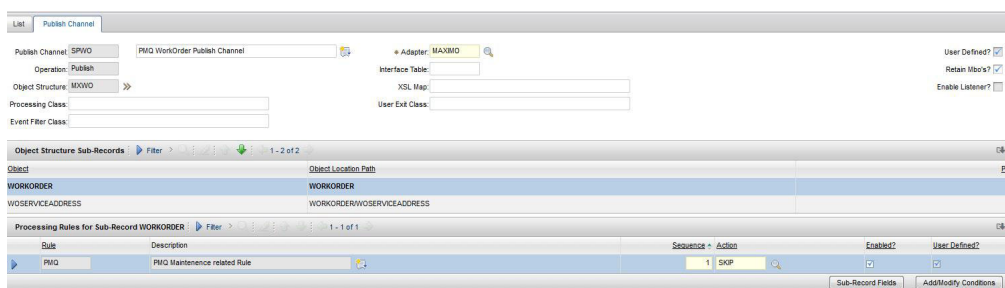 List Publish Channel
Publish Channel: SPWO PMQ WorkOrder Publish Channel * Adapter: MAXIMO User Defined?
Operation: Publish Interface Table: Retain Mbo's?
Object Structure: MXWO XSL Map: Enable Listener?
Processing Class: User Exit Class:
Event Filter Class:
Object Structure Sub-Records Filter 1 - 2 of 2
Object Object Location Path
WORKORDER WORKORDER
WOSERVICEADDRESS WORKORDER/WOSERVICEADDRESS
Processing Rules for Sub-Record WORKORDER Filter 1 - 1 of 1
Rule Description Sequence Action Enabled? User Defined?
PMQ PMQ Maintenence related Rule 1 SKIP
Sub-Record Fields Add/Modify Conditions